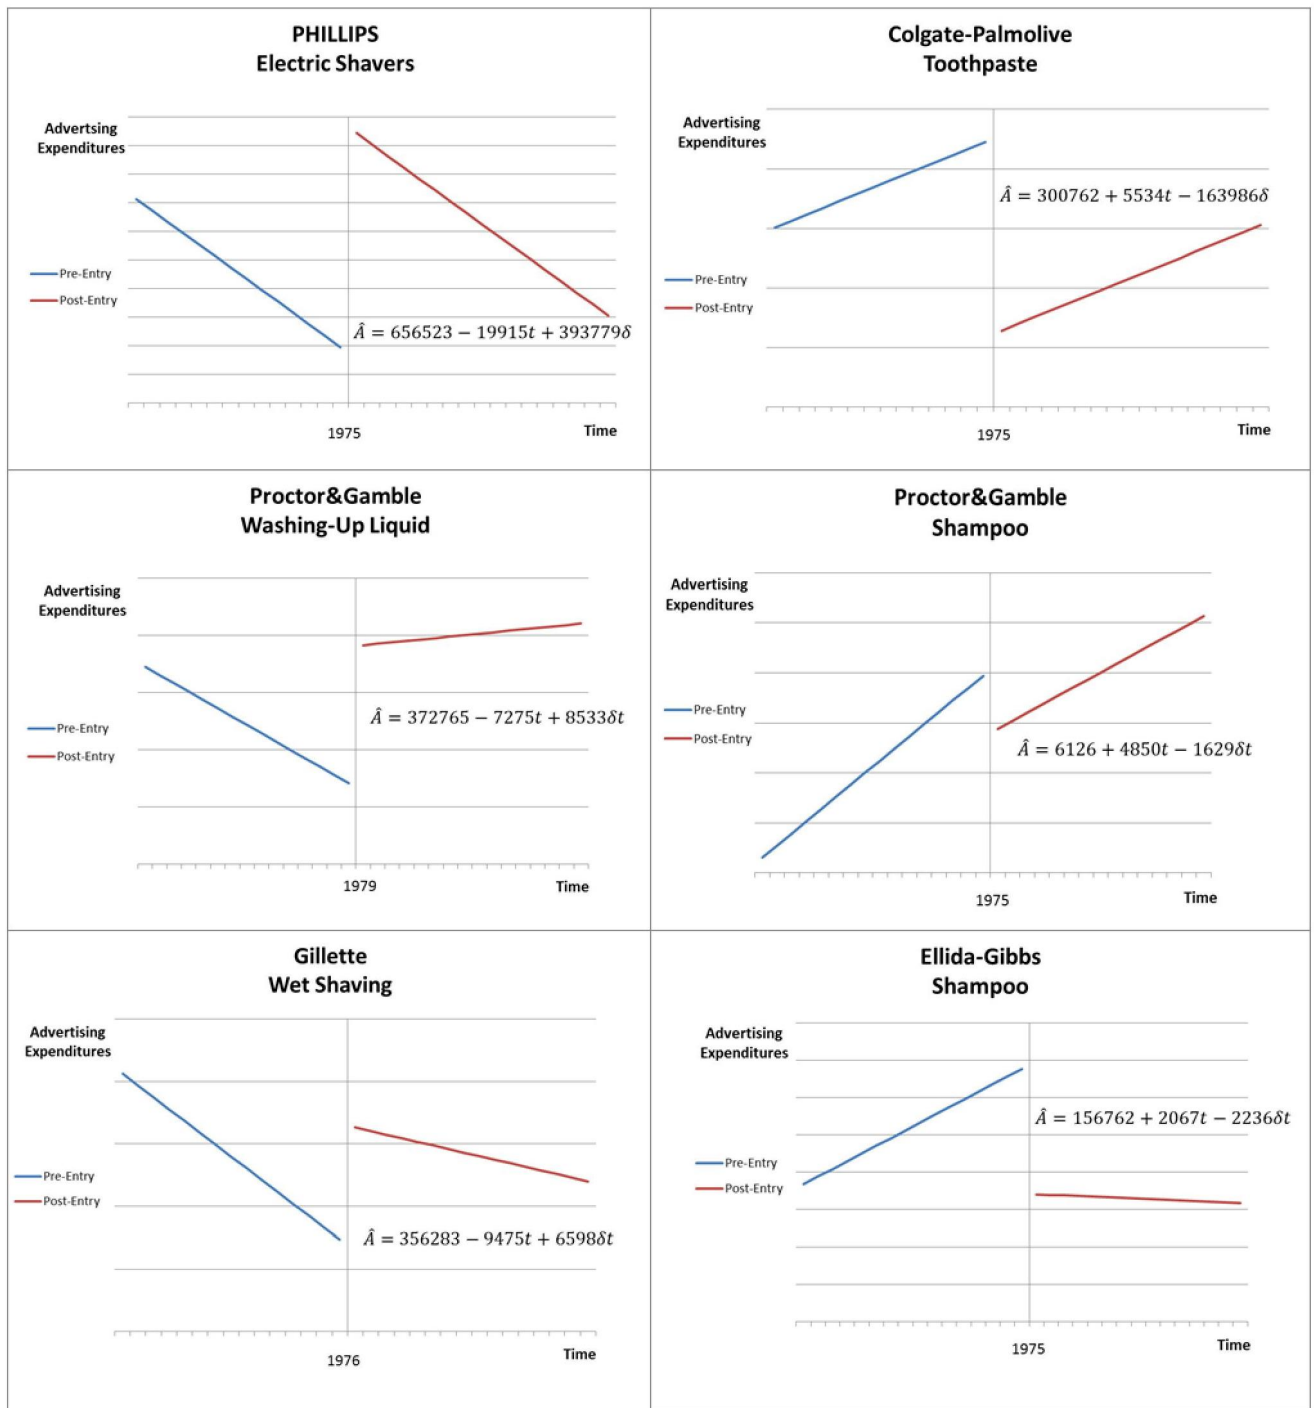 PHILLIPS
Electric Shavers
Advertsing
Expenditures
Pre-Entry
Post-Entry
Â = 656523 − 19915t + 393779δ
1975
Time
Colgate-Palmolive
Toothpaste
Advertising
Expenditures
Â = 300762 + 5534t − 163986δ
Pre-Entry
Post-Entry
1975
Time
Proctor&Gamble
Washing-Up Liquid
Advertising
Expenditures
Â = 372765 − 7275t + 8533δt
Pre-Entry
Post-Entry
1979
Time
Proctor&Gamble
Shampoo
Advertising
Expenditures
Pre-Entry
Post-Entry
Â = 6126 + 4850t − 1629δt
1975
Time
Gillette
Wet Shaving
Advertising
Expenditures
Pre-Entry
Post-Entry
Â = 356283 − 9475t + 6598δt
1976
Time
Ellida-Gibbs
Shampoo
Advertising
Expenditures
Â = 156762 + 2067t − 2236δt
Pre-Entry
Post-Entry
1975
Time